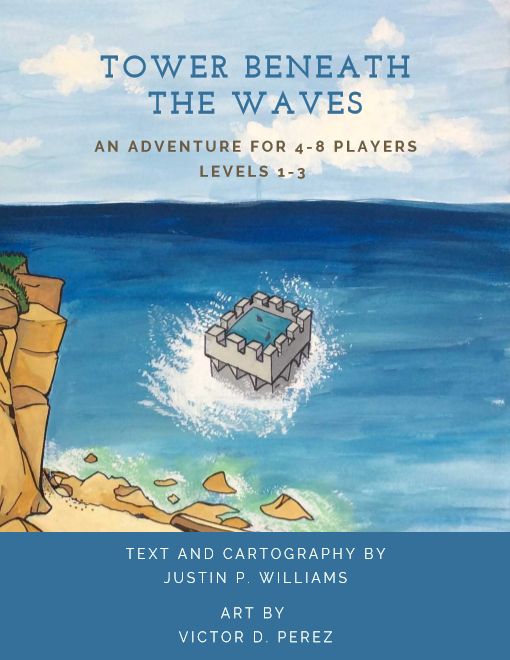 TOWER BENEATH
THE WAVES
AN ADVENTURE FOR 4-8 PLAYERS
LEVELS 1-3
TEXT AND CARTOGRAPHY BY
JUSTIN P. WILLIAMS
ART BY
VICTOR D. PEREZ